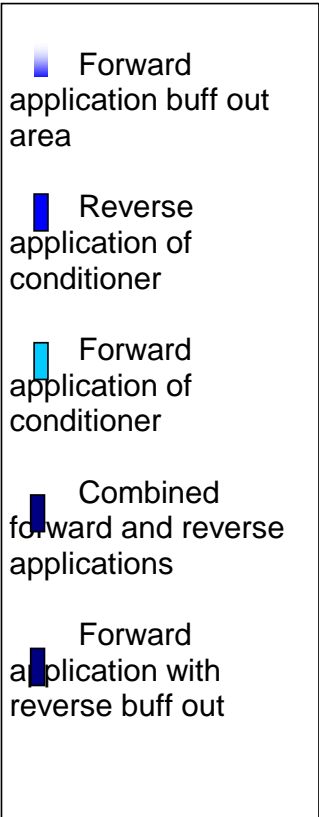 Forward
application buff out
area
Reverse
application of
conditioner
Forward
application of
conditioner
Combined
forward and reverse
applications
Forward
application with
reverse buff out